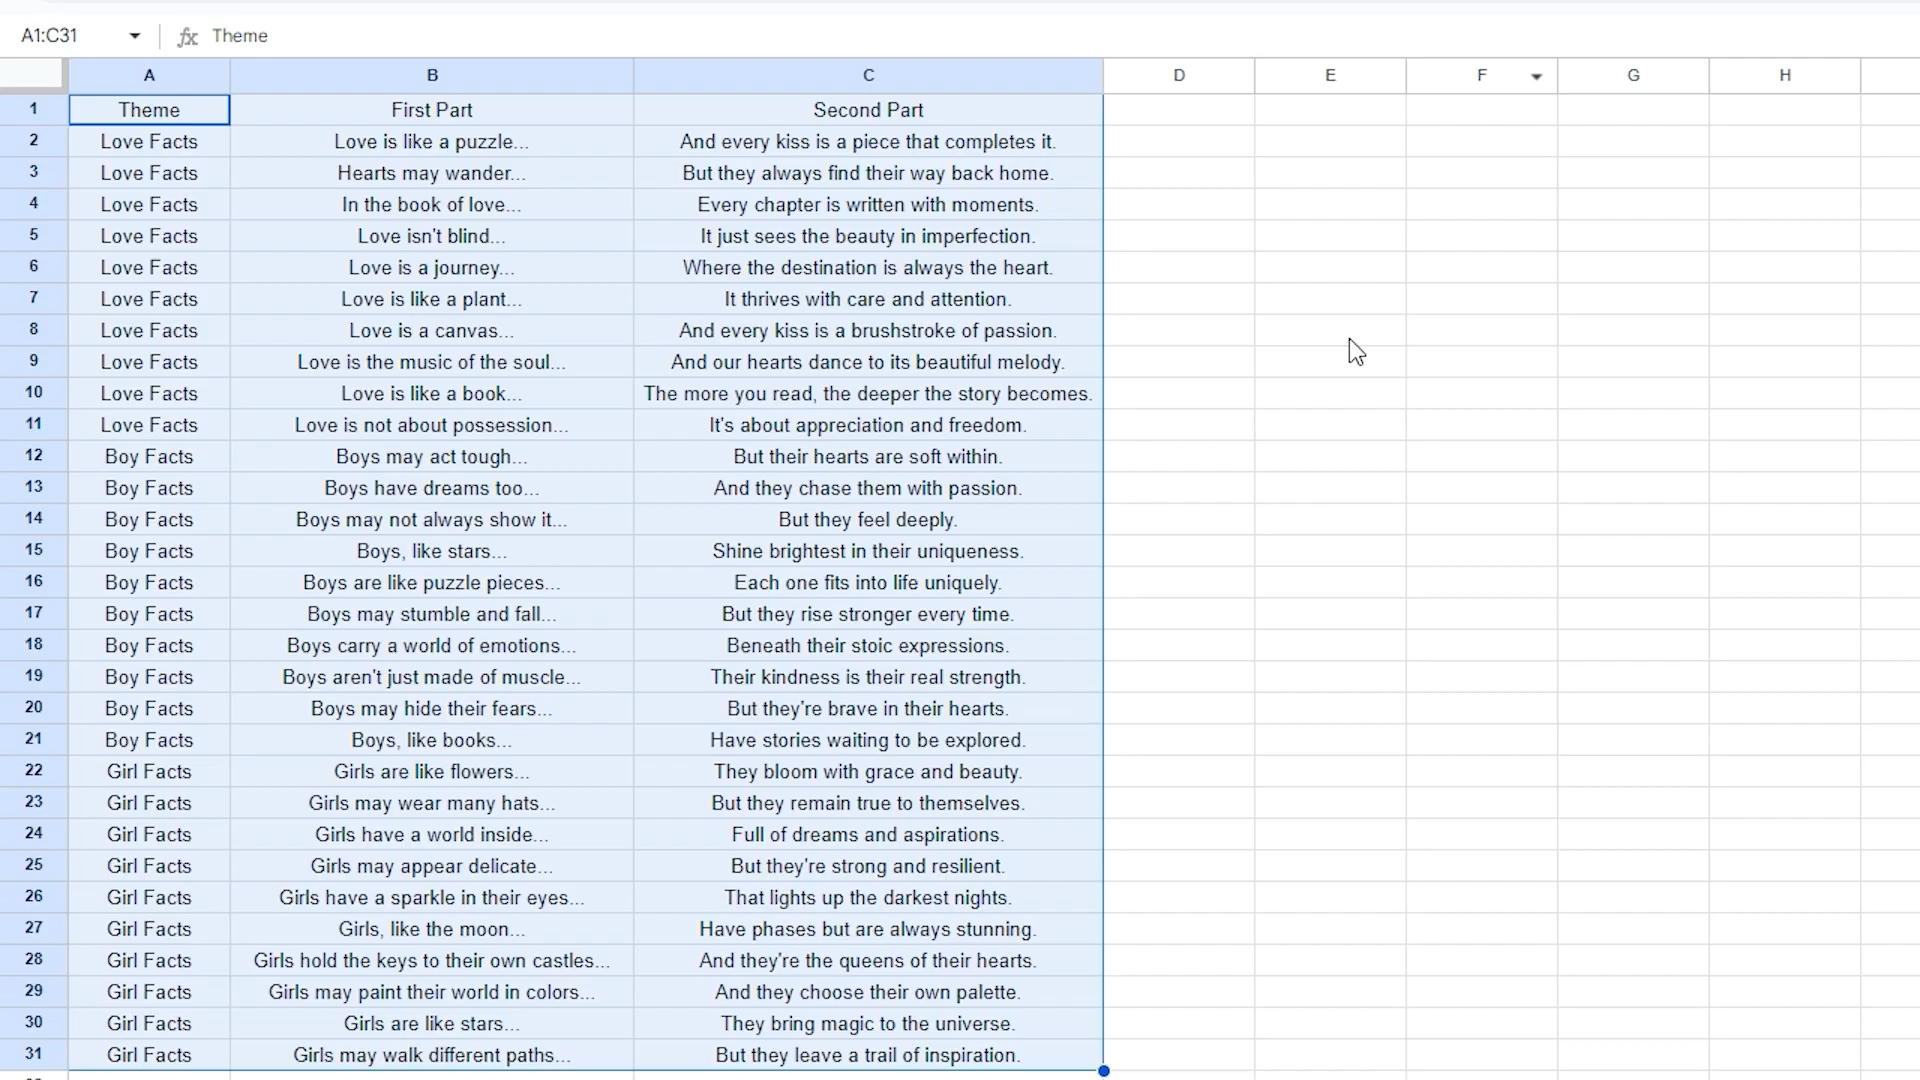 A1:C31 fx Theme
A B C D E F G H
1 Theme First Part Second Part
2 Love Facts Love is like a puzzle... And every kiss is a piece that completes it.
3 Love Facts Hearts may wander... But they always find their way back home.
4 Love Facts In the book of love... Every chapter is written with moments.
5 Love Facts Love isn't blind... It just sees the beauty in imperfection.
6 Love Facts Love is a journey... Where the destination is always the heart.
7 Love Facts Love is like a plant... It thrives with care and attention.
8 Love Facts Love is a canvas... And every kiss is a brushstroke of passion.
9 Love Facts Love is the music of the soul... And our hearts dance to its beautiful melody.
10 Love Facts Love is like a book... The more you read, the deeper the story becomes.
11 Love Facts Love is not about possession... It's about appreciation and freedom.
12 Boy Facts Boys may act tough... But their hearts are soft within.
13 Boy Facts Boys have dreams too... And they chase them with passion.
14 Boy Facts Boys may not always show it... But they feel deeply.
15 Boy Facts Boys, like stars... Shine brightest in their uniqueness.
16 Boy Facts Boys are like puzzle pieces... Each one fits into life uniquely.
17 Boy Facts Boys may stumble and fall... But they rise stronger every time.
18 Boy Facts Boys carry a world of emotions... Beneath their stoic expressions.
19 Boy Facts Boys aren't just made of muscle... Their kindness is their real strength.
20 Boy Facts Boys may hide their fears... But they're brave in their hearts.
21 Boy Facts Boys, like books... Have stories waiting to be explored.
22 Girl Facts Girls are like flowers... They bloom with grace and beauty.
23 Girl Facts Girls may wear many hats... But they remain true to themselves.
24 Girl Facts Girls have a world inside... Full of dreams and aspirations.
25 Girl Facts Girls may appear delicate... But they're strong and resilient.
26 Girl Facts Girls have a sparkle in their eyes... That lights up the darkest nights.
27 Girl Facts Girls, like the moon... Have phases but are always stunning.
28 Girl Facts Girls hold the keys to their own castles... And they're the queens of their hearts.
29 Girl Facts Girls may paint their world in colors... And they choose their own palette.
30 Girl Facts Girls are like stars... They bring magic to the universe.
31 Girl Facts Girls may walk different paths... But they leave a trail of inspiration.